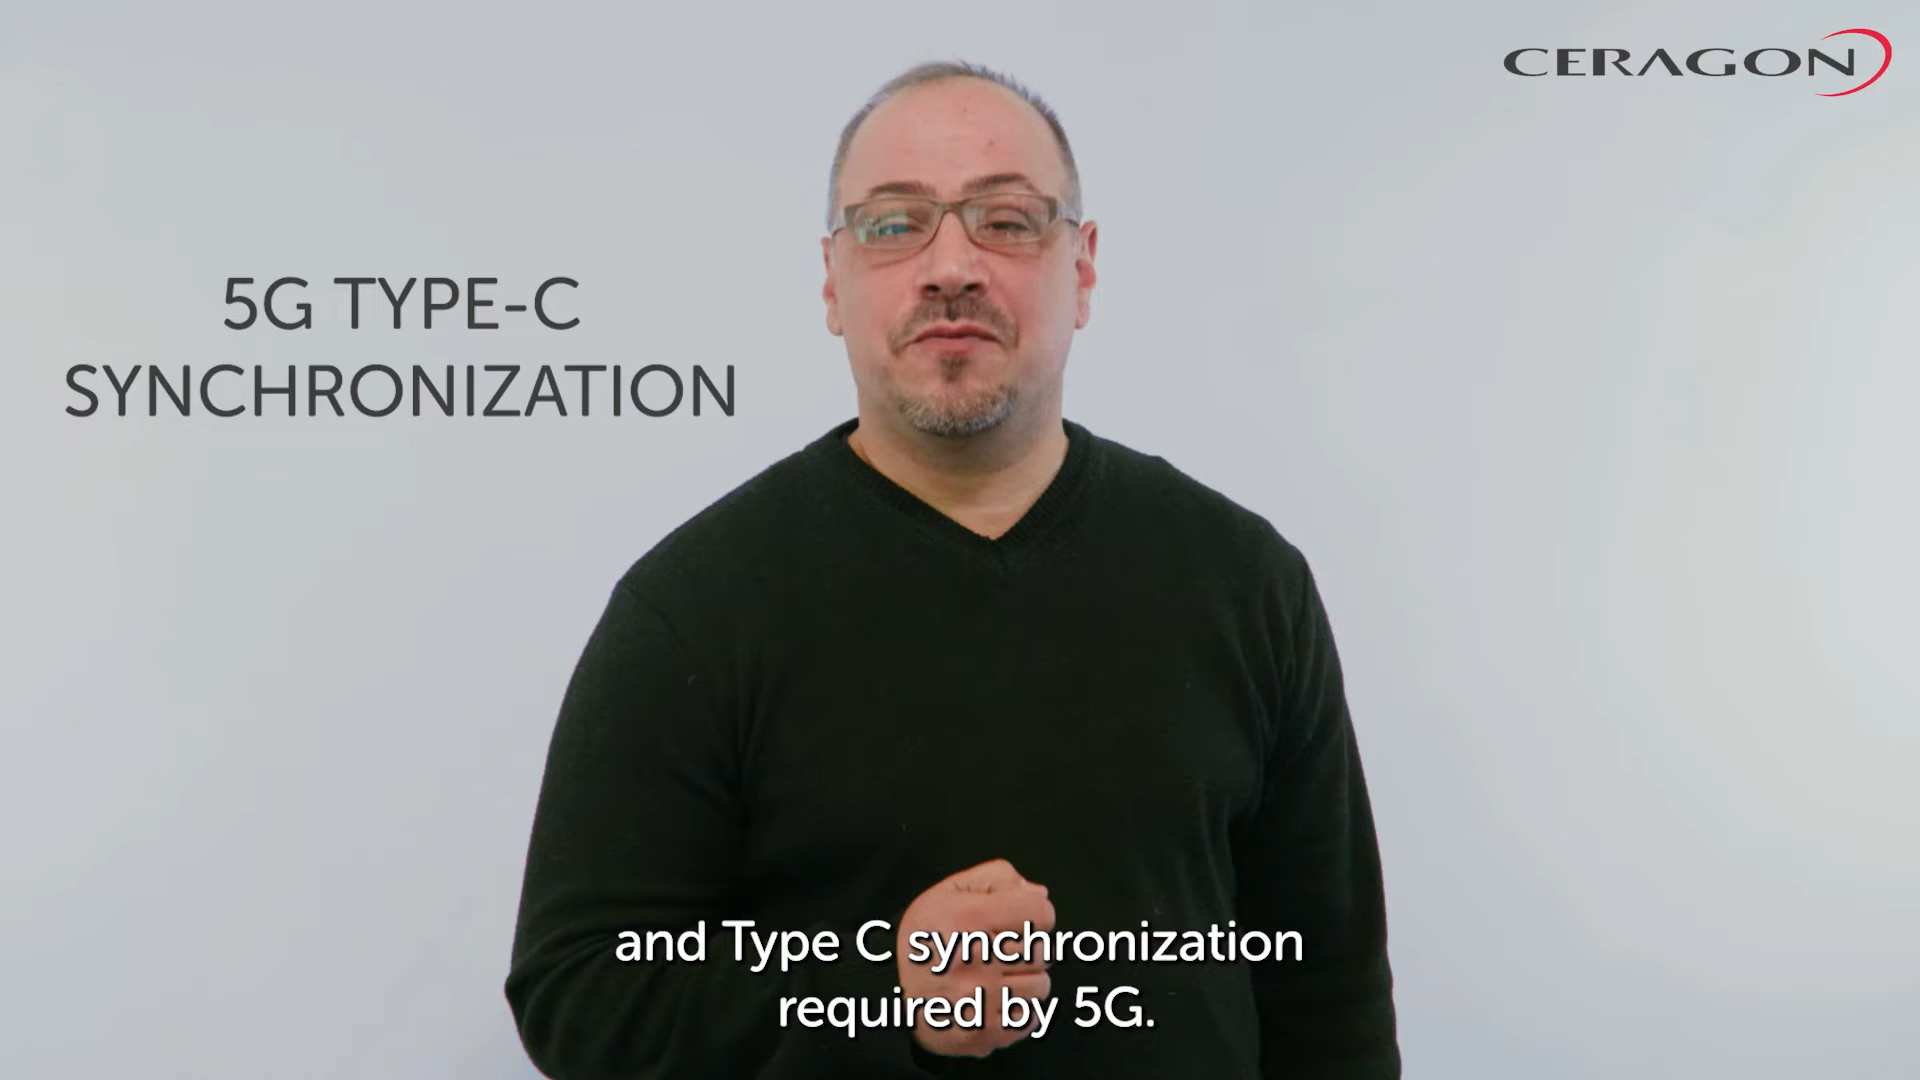 CERAGON
5G TYPE-C
SYNCHRONIZATION
and Type C synchronization
required by 5G.